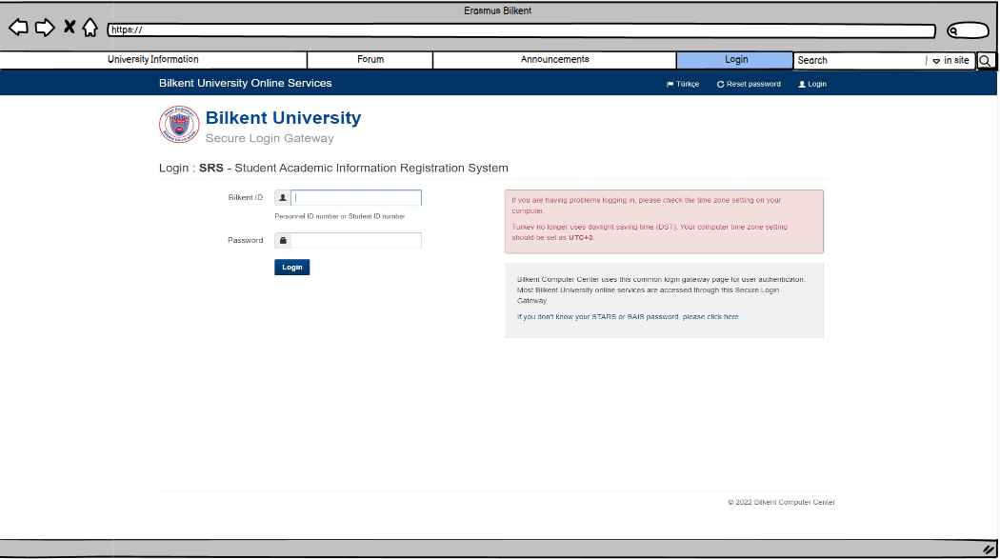 Erasmus Bilkent
https://
University Information
Forum
Announcements
Login
Search
in site
Bilkent University Online Services
Türkçe
Reset password
Login
Bilkent University
Secure Login Gateway
Login : SRS - Student Academic Information Registration System
Bilkent ID
Personnel ID number or Student ID number
Password
Login
If you are having problems logging in, please check the time zone setting on your
computer.
Turkey no longer uses daylight saving time (DST). Your computer time zone setting
should be set as UTC+3.
Bilkent Computer Center uses this common login gateway page for user authenticaton.
Most Bilkent University online services are accessed through this Secure Login
Gateway.
If you don't know your STARS or BAIS password, please click here.
© 2022 Bilkent Computer Center